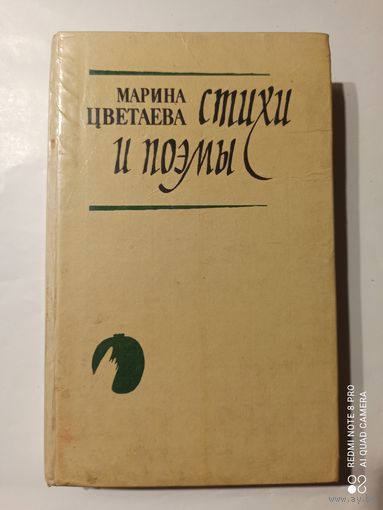 МАРИНА
ЦВЕТАЕВА
СТИХИ
И ПОЭМЫ
REDMI NOTE 8 PRO
AI QUAD CAMERA